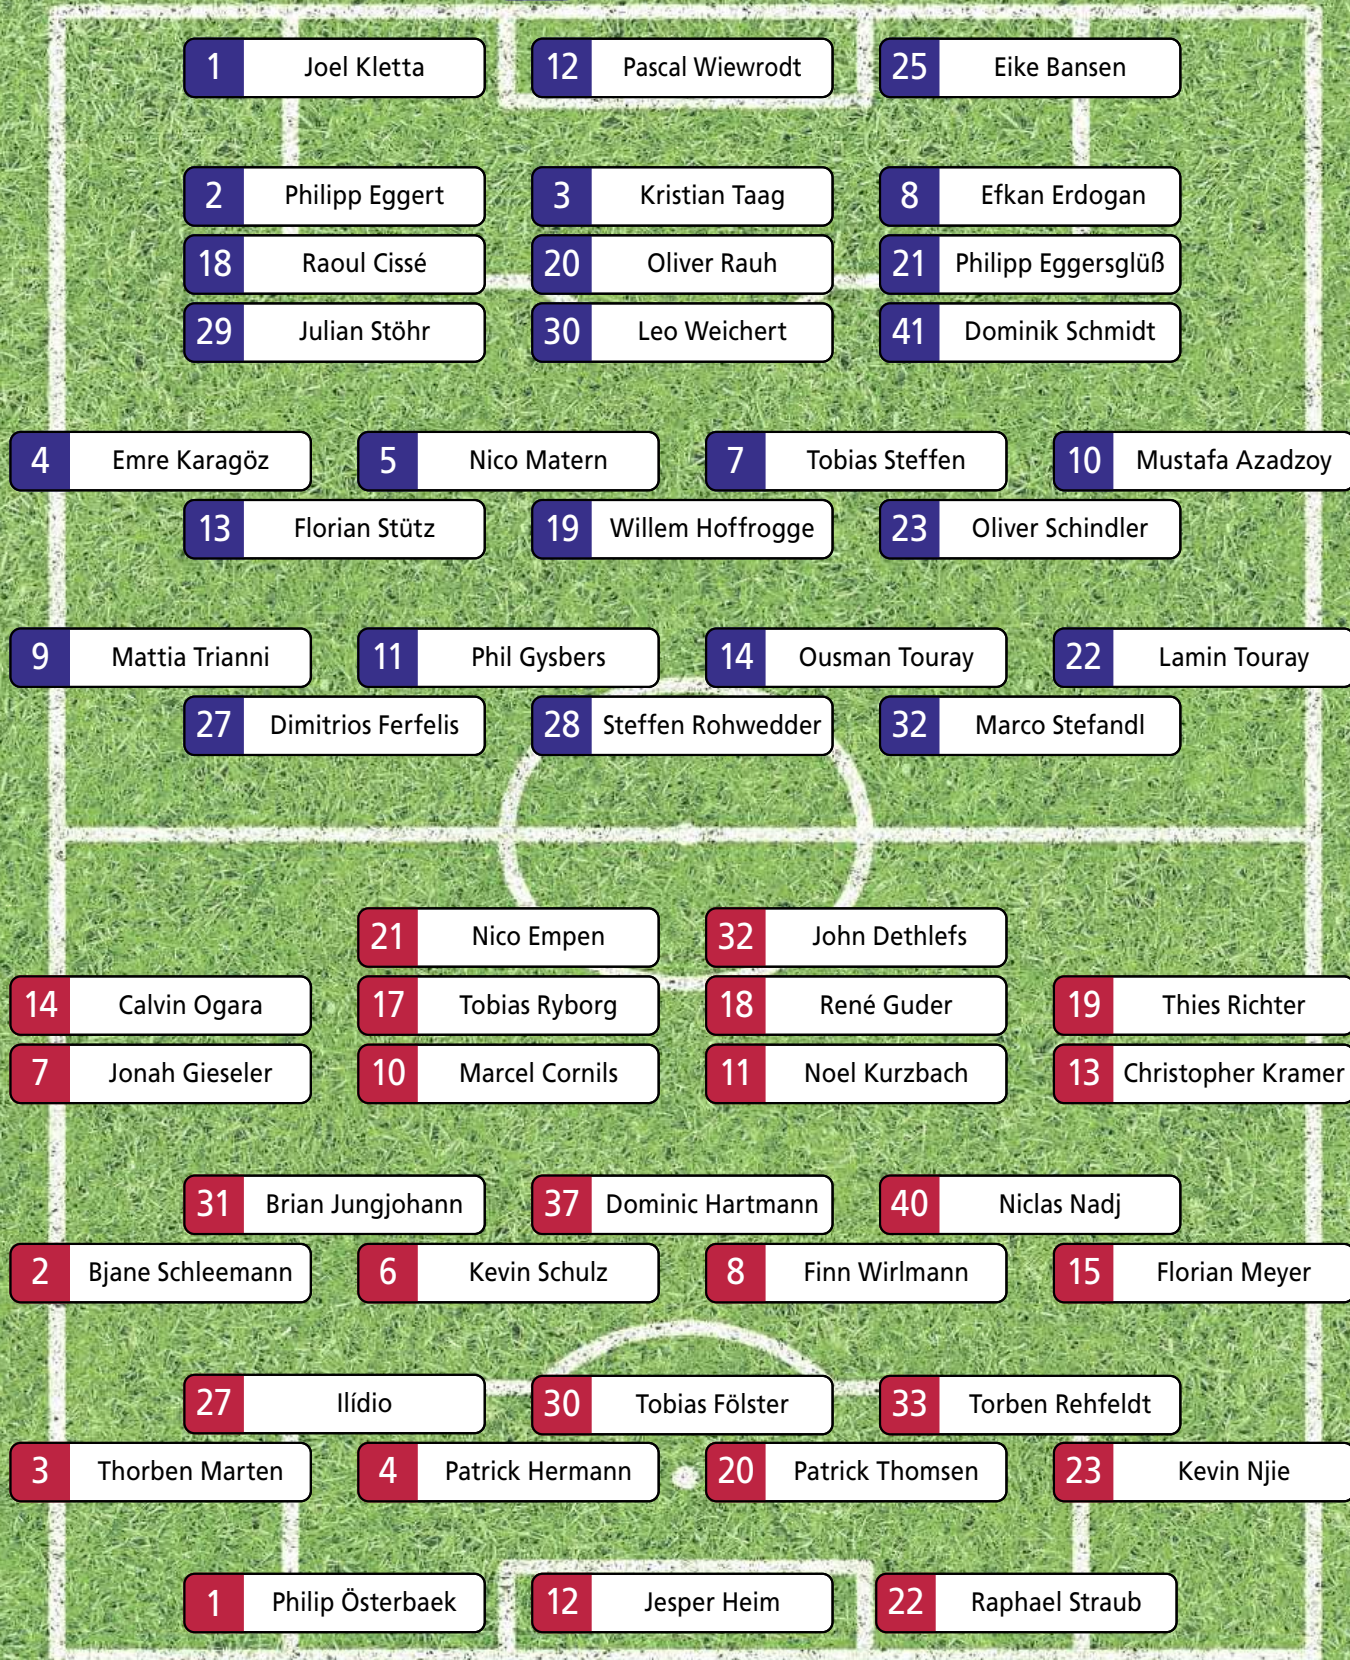 1 Joel Kletta 12 Pascal Wiewrodt 25 Eike Bansen
2 Philipp Eggert 3 Kristian Taag 8 Efkan Erdogan
18 Raoul Cissé 20 Oliver Rauh 21 Philipp Eggersglüß
29 Julian Stöhr 30 Leo Weichert 41 Dominik Schmidt
4 Emre Karagöz 5 Nico Matern 7 Tobias Steffen 10 Mustafa Azadzoy
13 Florian Stütz 19 Willem Hoffrogge 23 Oliver Schindler
9 Mattia Trianni 11 Phil Gysbers 14 Ousman Touray 22 Lamin Touray
27 Dimitrios Ferfelis 28 Steffen Rohwedder 32 Marco Stefandl
21 Nico Empen 32 John Dethlefs
14 Calvin Ogara 17 Tobias Ryborg 18 René Guder 19 Thies Richter
7 Jonah Gieseler 10 Marcel Cornils 11 Noel Kurzbach 13 Christopher Kramer
31 Brian Jungjohann 37 Dominic Hartmann 40 Niclas Nadj
2 Bjane Schleemann 6 Kevin Schulz 8 Finn Wirlmann 15 Florian Meyer
27 Ilídio 30 Tobias Fölster 33 Torben Rehfeldt
3 Thorben Marten 4 Patrick Hermann 20 Patrick Thomsen 23 Kevin Njie
1 Philip Österbaek 12 Jesper Heim 22 Raphael Straub